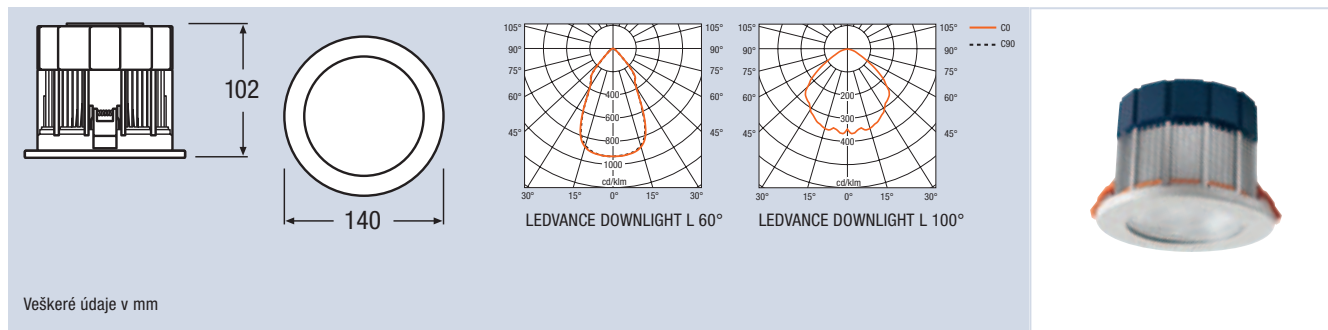 102
140
105° 105°
90° 90°
75° 75°
60° 60°
45° 45°
400
600
800
1000
cd/klm
30° 15° 0° 15° 30°
LEDVANCE DOWNLIGHT L 60°
105° 105°
90° 90°
75° 75°
60° 60°
45° 45°
200
300
400
cd/klm
30° 15° 0° 15° 30°
LEDVANCE DOWNLIGHT L 100°
C0
C90
Veškeré údaje v mm